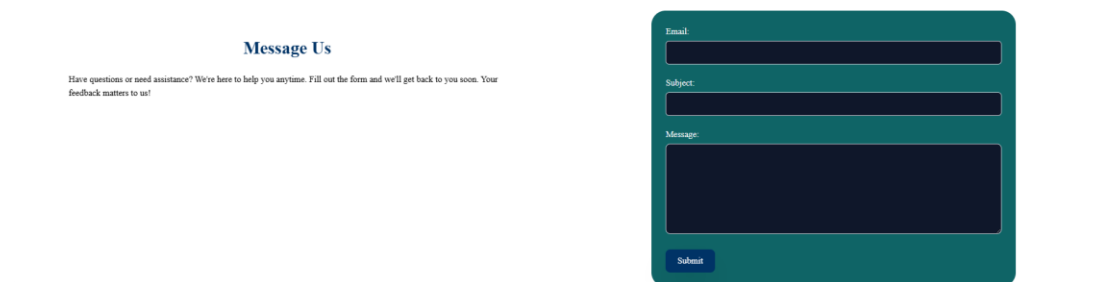 Message Us
Have questions or need assistance? We're here to help you anytime. Fill out the form and we'll get back to you soon. Your
feedback matters to us!
Email:
Subject:
Message:
Submit